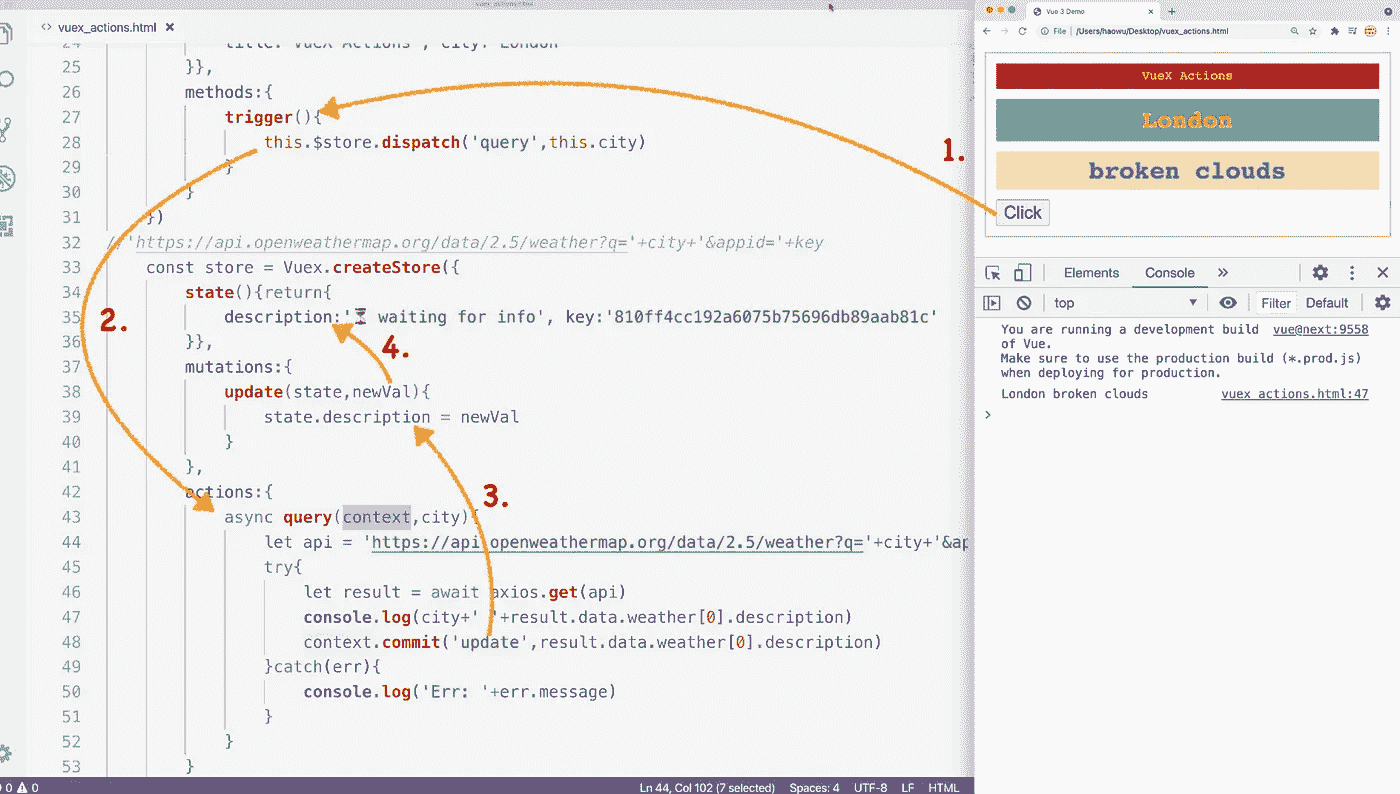 vuex_actions.html
24 title:'VueX Actions', city:'London'
25 }},
26 methods:{
27 trigger(){
28 this.$store.dispatch('query',this.city)
29 }
30 }
31 })
32 //'https://api.openweathermap.org/data/2.5/weather?q='+city+'&appid='+key
33 const store = Vuex.createStore({
34 state(){return{
35 description:'⏳ waiting for info', key:'810ff4cc192a6075b75696db89aab81c'
36 }},
37 mutations:{
38 update(state,newVal){
39 state.description = newVal
40 }
41 },
42 actions:{
43 async query(context,city){
44 let api = 'https://api.openweathermap.org/data/2.5/weather?q='+city+'&ap
45 try{
46 let result = await axios.get(api)
47 console.log(city+' '+result.data.weather[0].description)
48 context.commit('update',result.data.weather[0].description)
49 }catch(err){
50 console.log('Err: '+err.message)
51 }
52 }
53 }
1.
2.
3.
4.
0 0
Ln 44, Col 102 (7 selected) Spaces: 4 UTF-8 LF HTML
Vue 3 Demo
File | /Users/haowu/Desktop/vuex_actions.html
VueX Actions
London
broken clouds
Click
Elements Console »
top Filter Default
You are running a development build vue@next:9558
of Vue.
Make sure to use the production build (*.prod.js)
when deploying for production.
London broken clouds vuex actions.html:47